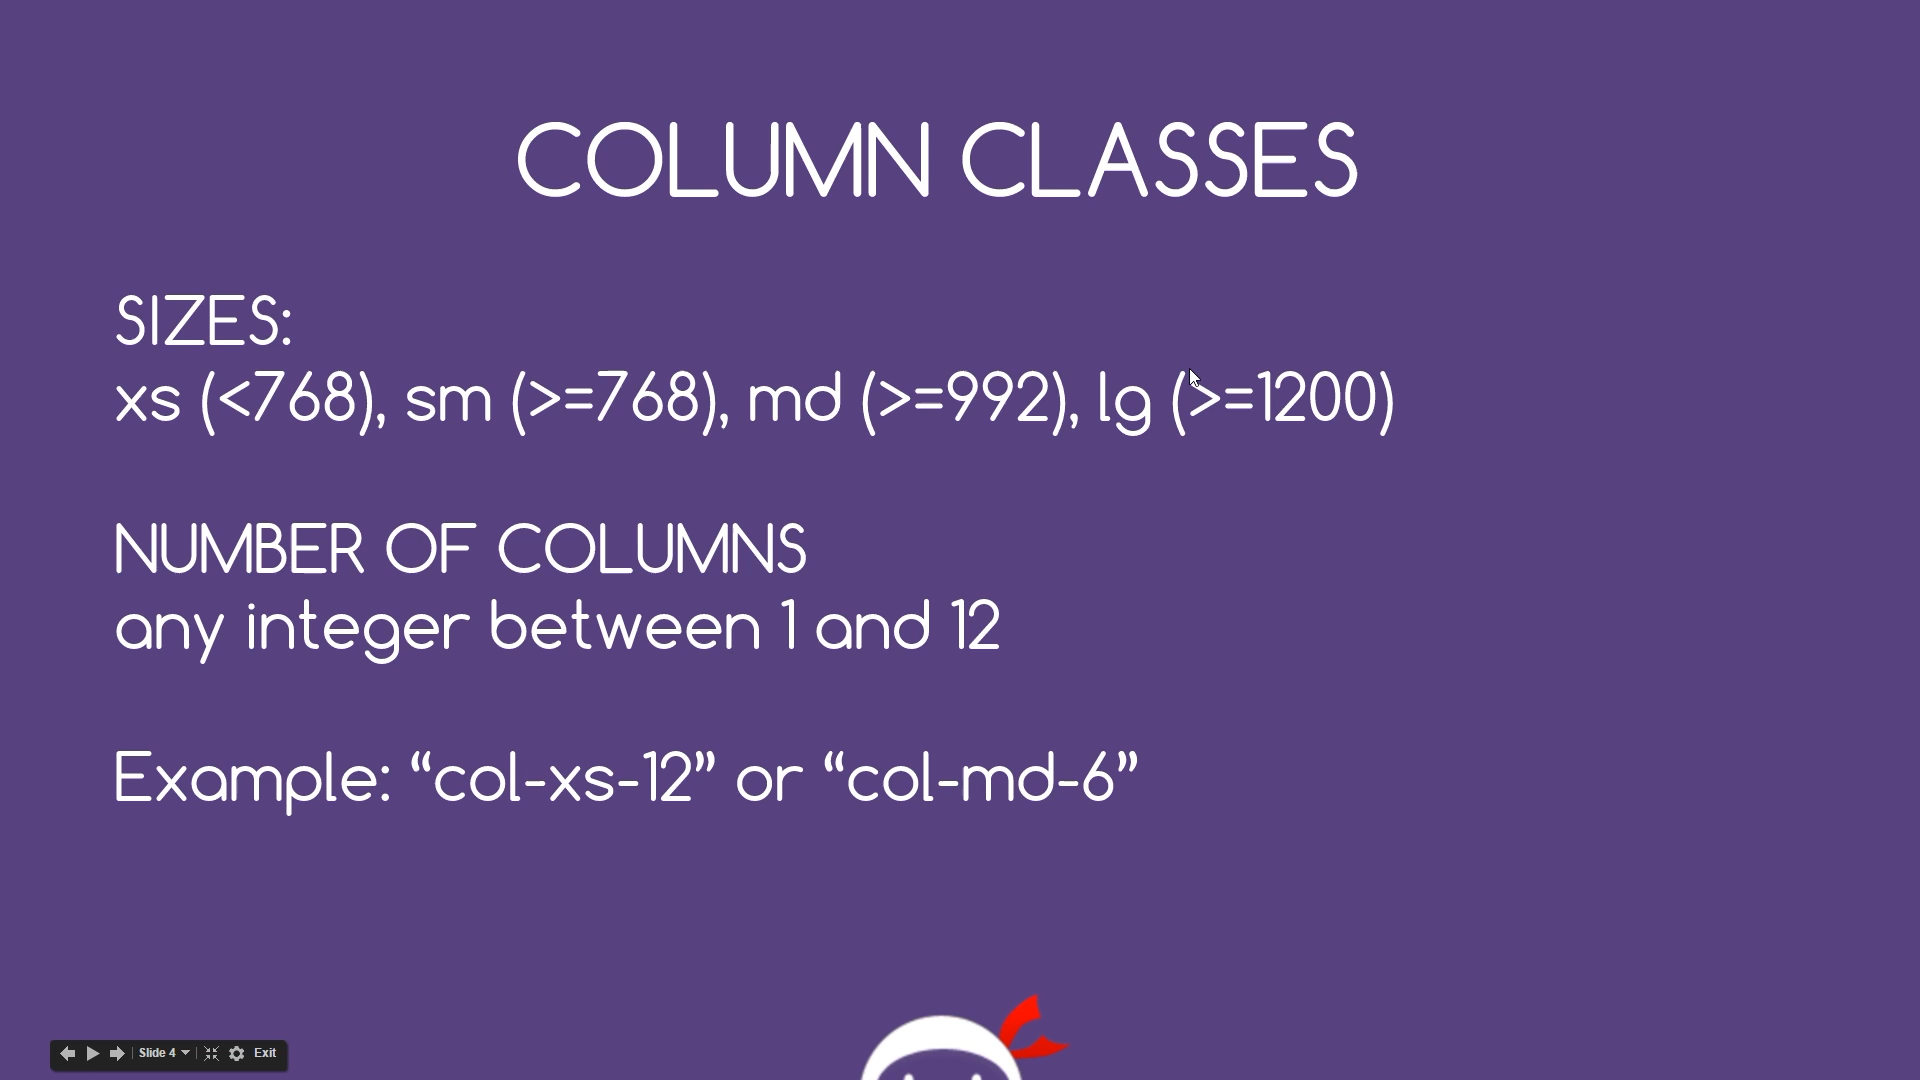 COLUMN CLASSES
SIZES:
xs (<768), sm (>=768), md (>=992), lg (>=1200)
NUMBER OF COLUMNS
any integer between 1 and 12
Example: “col-xs-12” or “col-md-6”
Slide 4 Exit